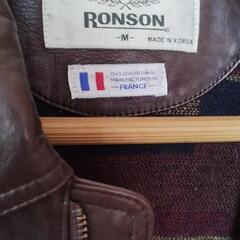 RONSON
-M-
MADE IN KOREA
THIS LEATHER WAS
MANUFACTURED IN
-FRANCE-